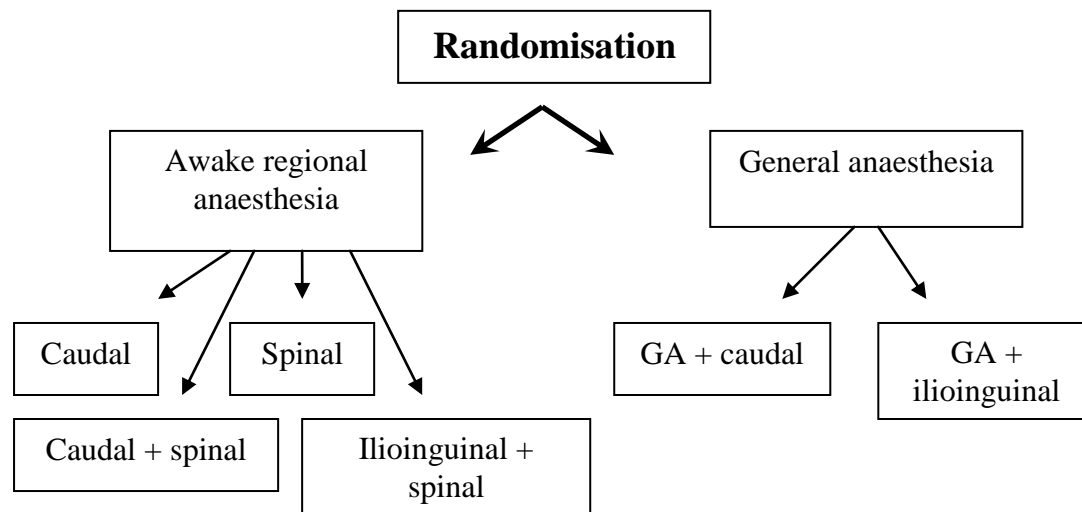 Randomisation
Awake regional
anaesthesia
General anaesthesia
Caudal
Spinal
GA + caudal
GA +
ilioinguinal
Caudal + spinal
Ilioinguinal +
spinal